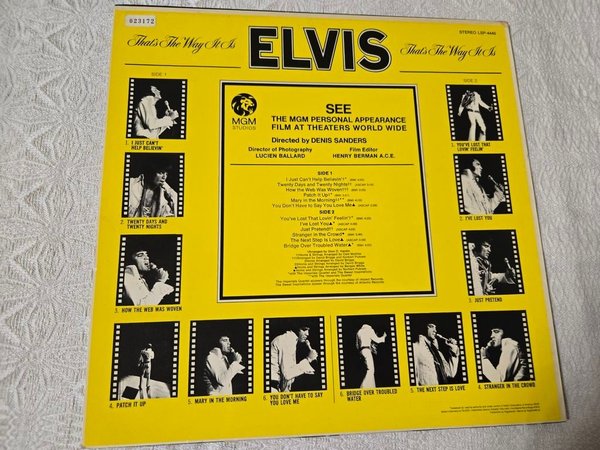 023172
STEREO LSP-4445
That's The Way It Is
ELVIS
That's The Way It Is
SIDE 1
SIDE 2
MGM
STUDIOS
SEE
THE MGM PERSONAL APPEARANCE
FILM AT THEATERS WORLD WIDE
Directed by DENIS SANDERS
Director of Photography
LUCIEN BALLARD
Film Editor
HENRY BERMAN A.C.E.
SIDE 1
I Just Can't Help Believin'
Twenty Days and Twenty Nights
How the Web Was Woven
Patch It Up
Mary in the Morning
You Don't Have to Say You Love Me
SIDE 2
You've Lost That Lovin' Feelin'
I've Lost You
Just Pretend
Stranger in the Crowd
The Next Step Is Love
Bridge Over Troubled Water
1. I JUST CAN'T
HELP BELIEVIN'
2. TWENTY DAYS AND
TWENTY NIGHTS
3. HOW THE WEB WAS WOVEN
1. YOU'VE LOST THAT
LOVIN' FEELIN'
2. I'VE LOST YOU
3. JUST PRETEND
4. PATCH IT UP
5. MARY IN THE MORNING
6. YOU DON'T HAVE TO SAY
YOU LOVE ME
6. BRIDGE OVER TROUBLED
WATER
5. THE NEXT STEP IS LOVE
4. STRANGER IN THE CROWD